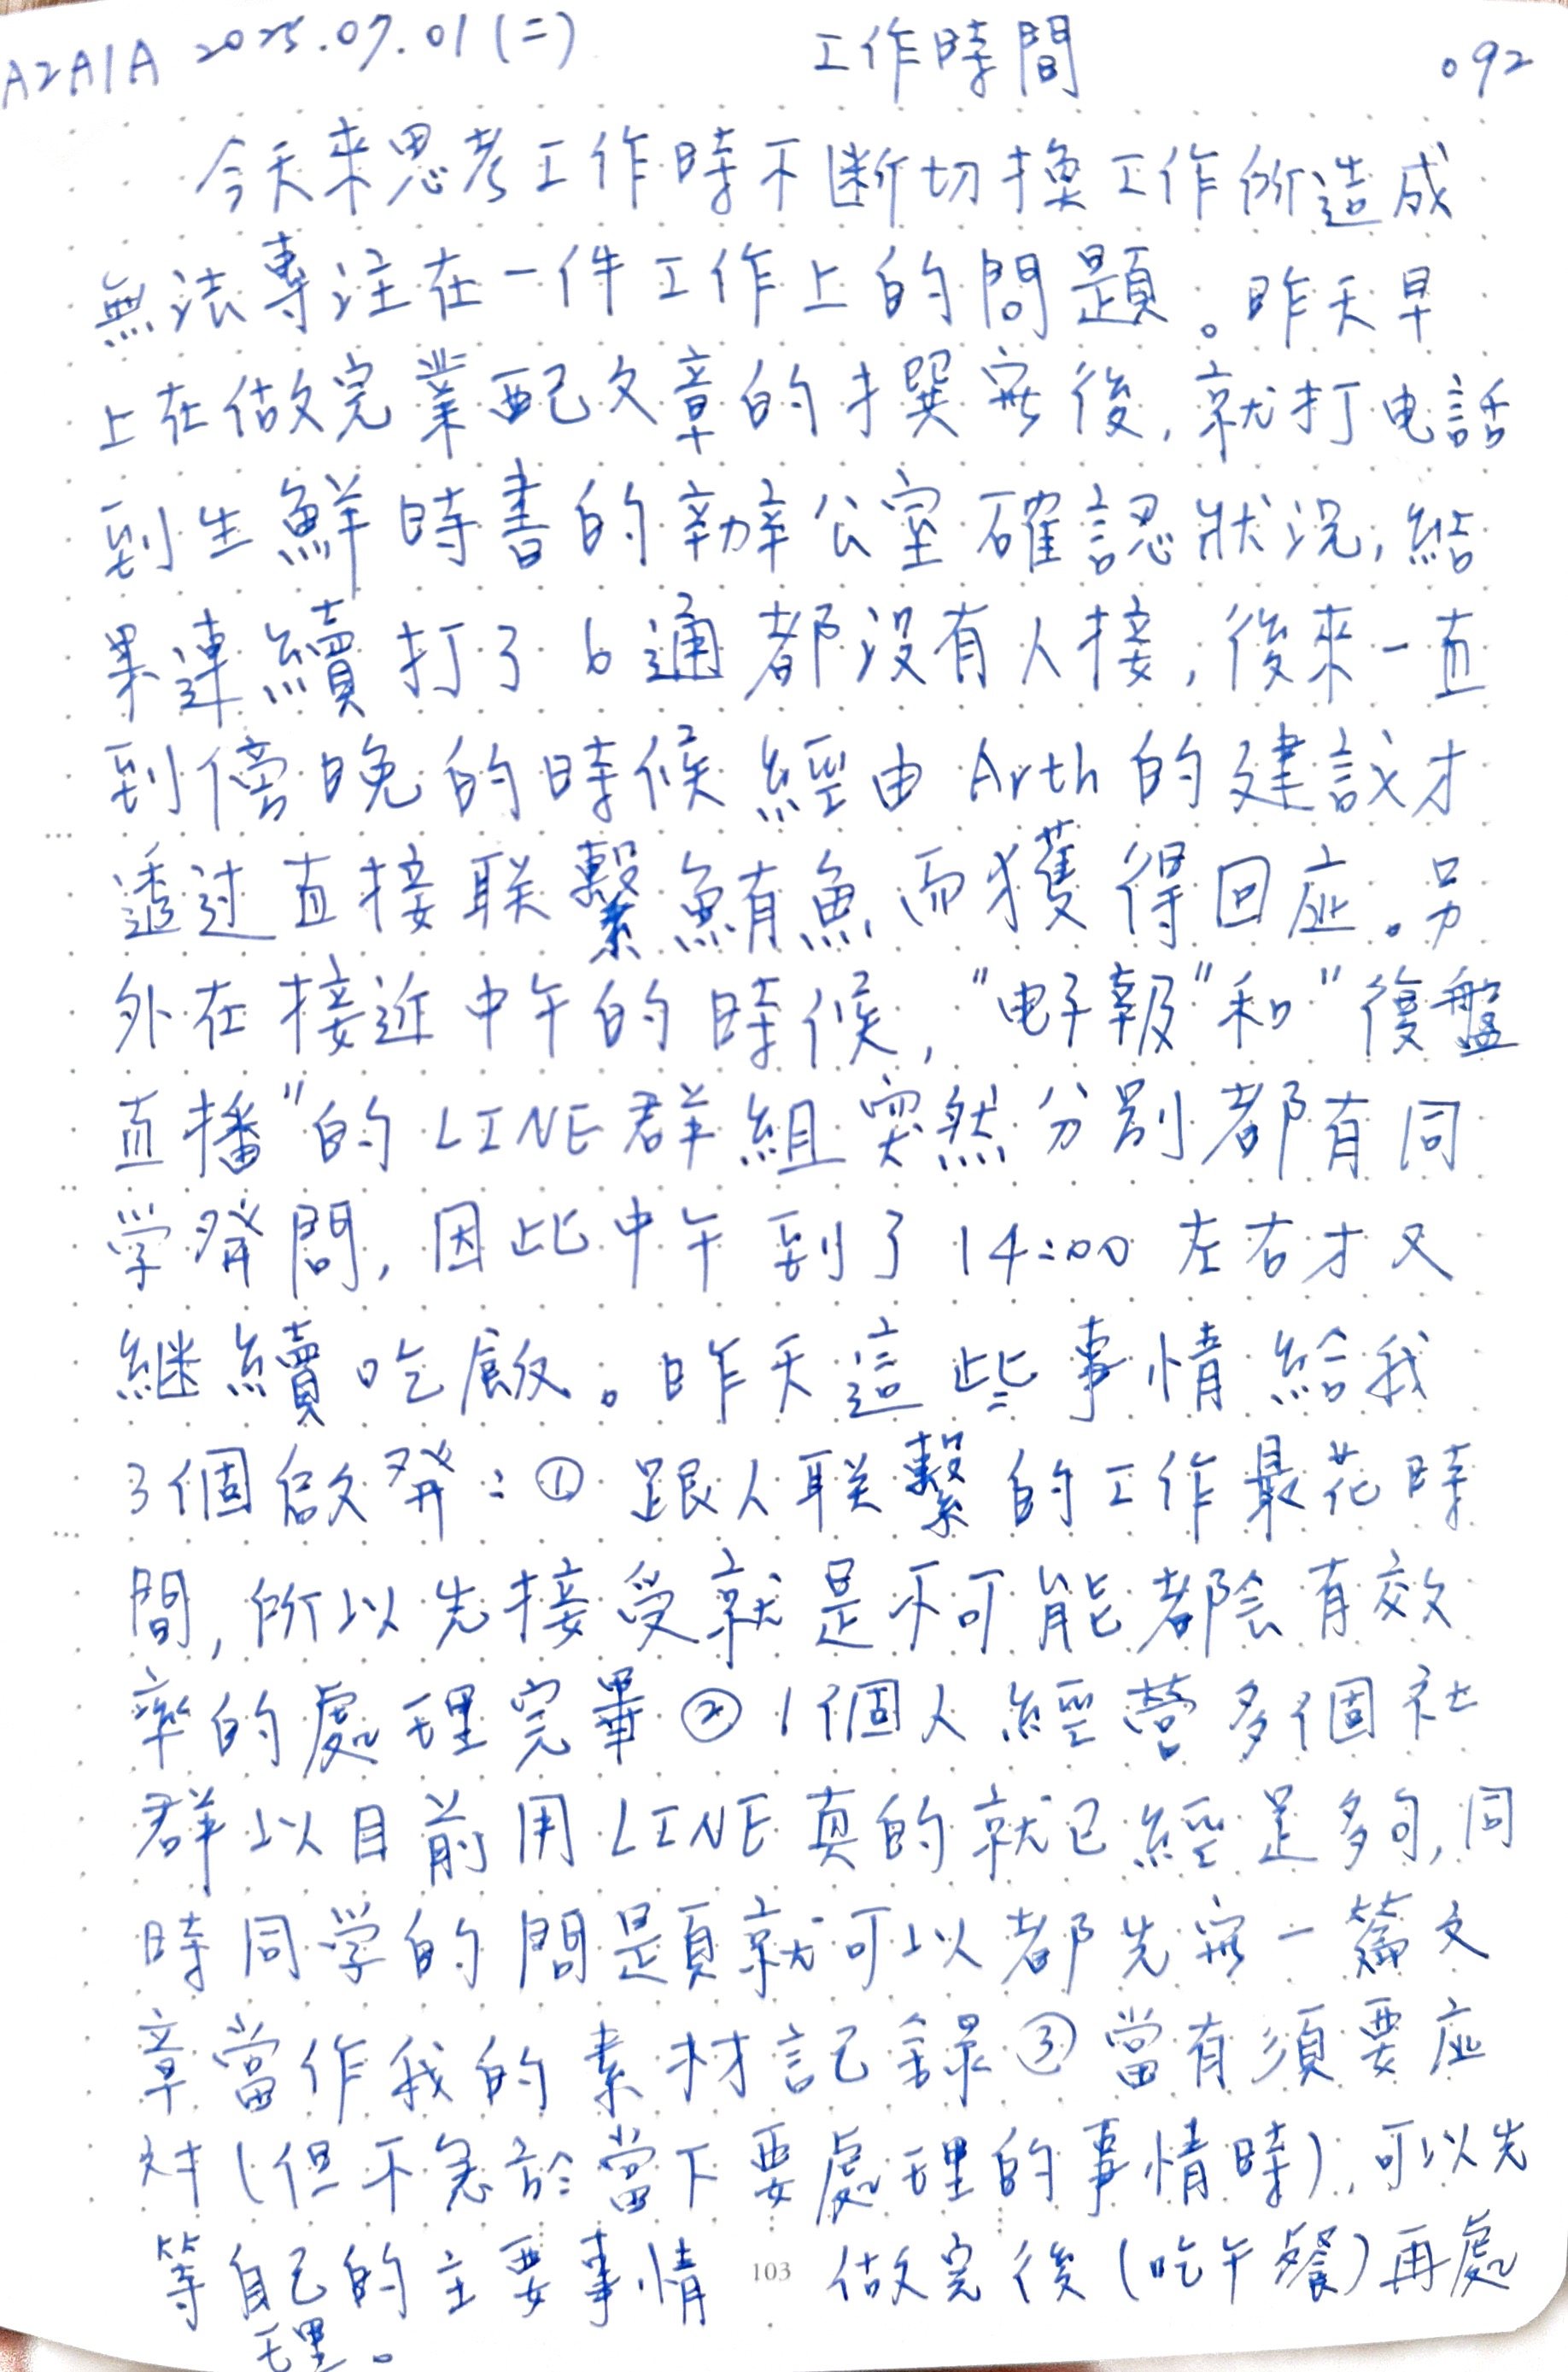 A2A1A 2025.07.01(二) 工作時間 092
今天來思考工作時不斷切換工作所造成
無法專注在一件工作上的問題。昨天早
上在做完業配文章的撰寫後,就打电話
到生鮮時書的辦公室確認狀況,結
果連續打了6通都沒有人接,後來一直
到傍晚的時候經由Arth的建議才
透过直接联繫鮪魚而獲得回应。另
外在接近中午的時候,"电子報"和"復盤
直播"的LINE群組突然分別都有同
学發問,因此中午到了14:00左右才又
継續吃飯。昨天這些事情給我
3個啟發:① 跟人联繫的工作最花時
間,所以先接受就是不可能都会有效
率的處理完畢 ② 1個人經营多個社
群以目前用LINE真的就已經足夠,同
時同学的問題就可以都先寫一篇文
章當作我的素材記錄 ③當有須要应
对(但不急於當下要處理的事情時),可以先
等自己的主要事情做完後(吃午餐)再處
理。
103